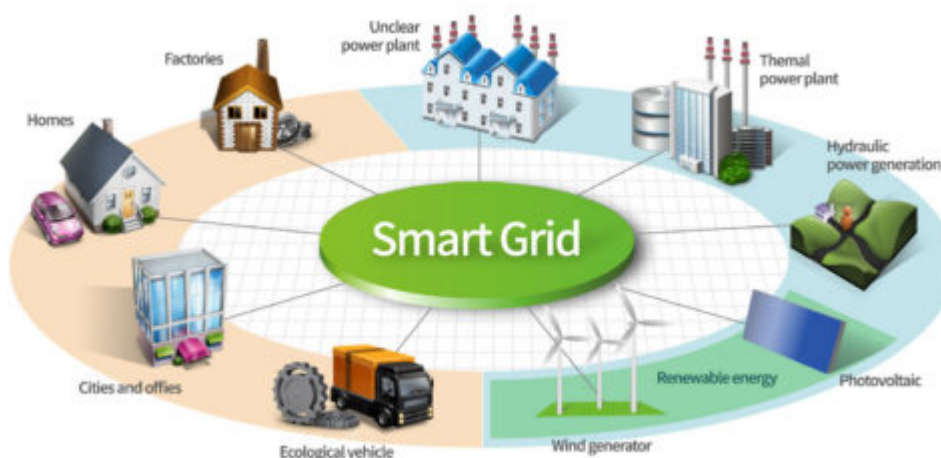 Unclear
power plant
Factories
Themal
power plant
Homes
Hydraulic
power generation
Smart Grid
Cities and offies
Renewable energy
Photovoltaic
Ecological vehicle
Wind generator